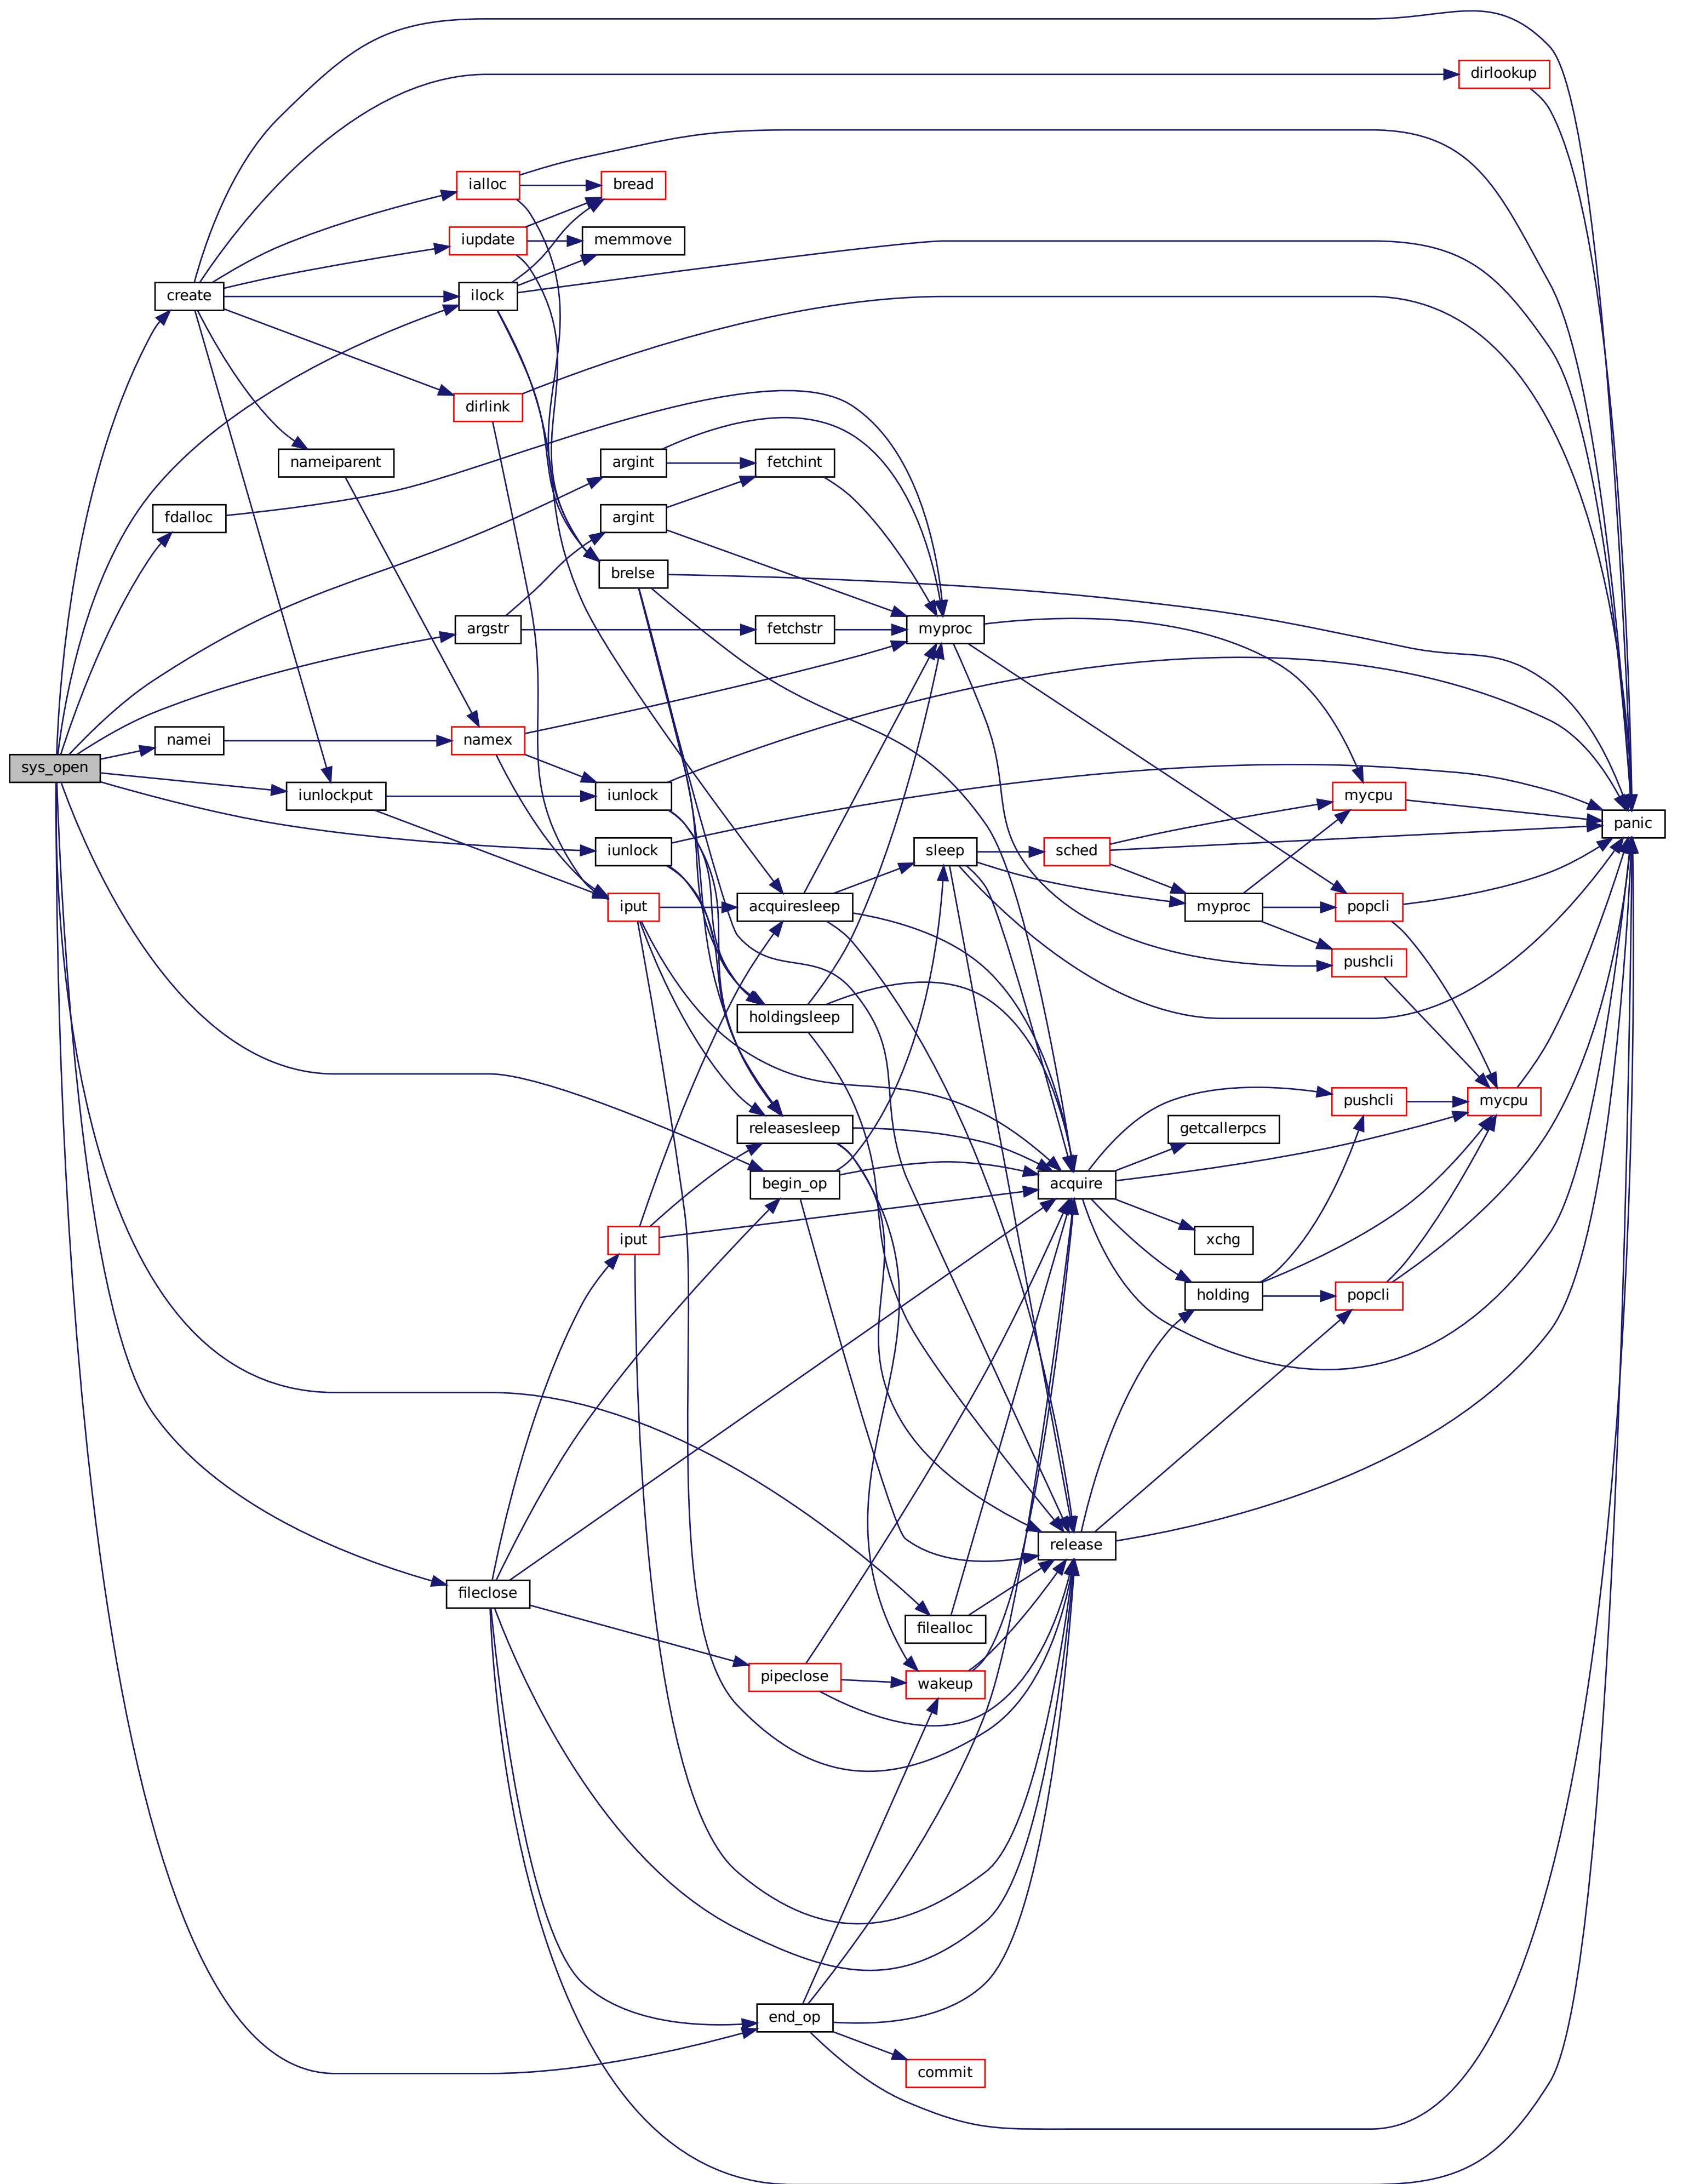 dirlookup
ialloc
bread
iupdate
memmove
create
ilock
dirlink
nameiparent
argint
fetchint
fdalloc
argint
brelse
argstr
fetchstr
myproc
namei
namex
sys_open
iunlockput
iunlock
mycpu
panic
iunlock
sleep
sched
iput
acquiresleep
myproc
popcli
pushcli
holdingsleep
pushcli
mycpu
releasesleep
getcallerpcs
begin_op
acquire
iput
xchg
holding
popcli
release
fileclose
filealloc
pipeclose
wakeup
end_op
commit